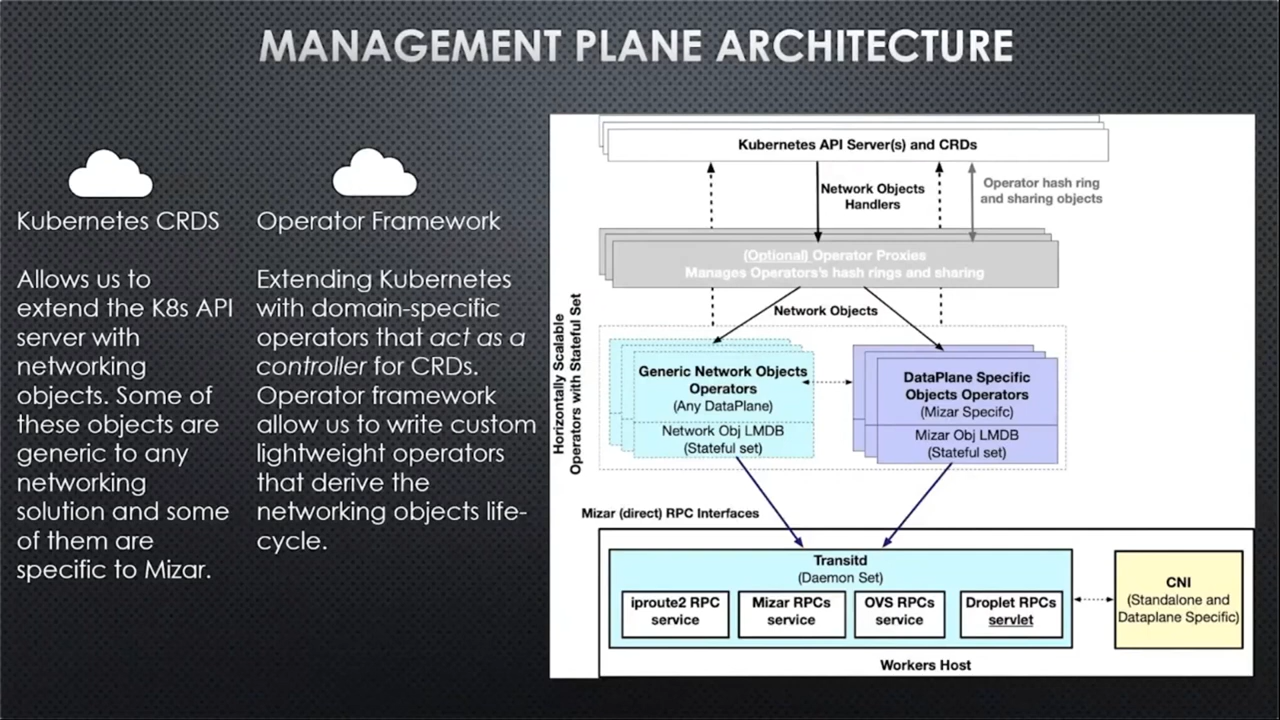 MANAGEMENT PLANE ARCHITECTURE
Kubernetes CRDS
Allows us to
extend the K8s API
server with
networking
objects. Some of
these objects are
generic to any
networking
solution and some
of them are
specific to Mizar.
Operator Framework
Extending Kubernetes
with domain-specific
operators that act as a
controller for CRDs.
Operator framework
allow us to write custom
lightweight operators
that derive the
networking objects life-
cycle.
Kubernetes API Server(s) and CRDs
Network Objects
Handlers
Operator hash ring
and sharing objects
(Optional) Operator Proxies
Manages Operators's hash rings and sharing
Network Objects
Horizontally Scalable
Operators with Stateful Set
Generic Network Objects
Operators
(Any DataPlane)
Network Obj LMDB
(Stateful set)
DataPlane Specific
Objects Operators
(Mizar Specifc)
Mizar Obj LMDB
(Stateful set)
Mizar (direct) RPC Interfaces
Transitd
(Daemon Set)
iproute2 RPC
service
Mizar RPCs
service
OVS RPCs
service
Droplet RPCs
servlet
CNI
(Standalone and
Dataplane Specific)
Workers Host